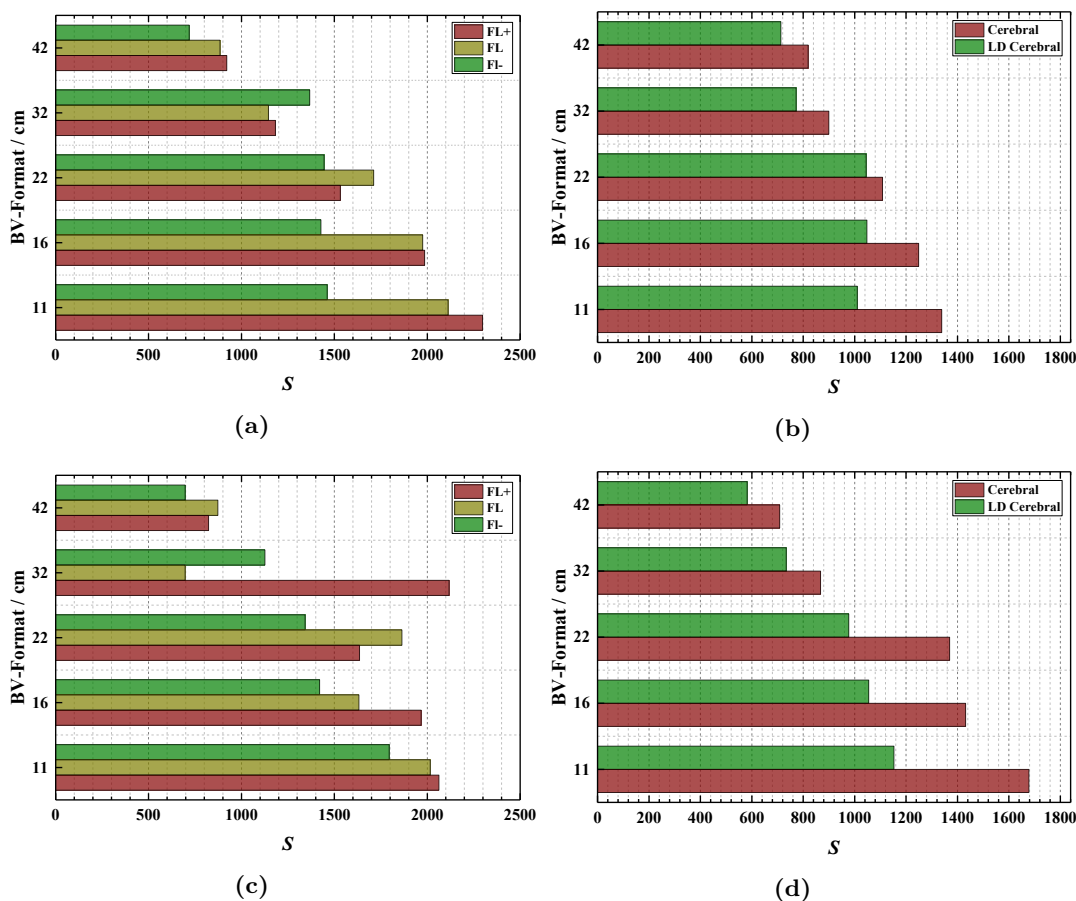 FL+
FL
Fl-
BV-Format / cm
42
32
22
16
11
0 500 1000 1500 2000 2500
S
(a)
Cerebral
LD Cerebral
BV-Format / cm
42
32
22
16
11
0 200 400 600 800 1000 1200 1400 1600 1800
S
(b)
FL+
FL
Fl-
BV-Format / cm
42
32
22
16
11
0 500 1000 1500 2000 2500
S
(c)
Cerebral
LD Cerebral
BV-Format / cm
42
32
22
16
11
0 200 400 600 800 1000 1200 1400 1600 1800
S
(d)